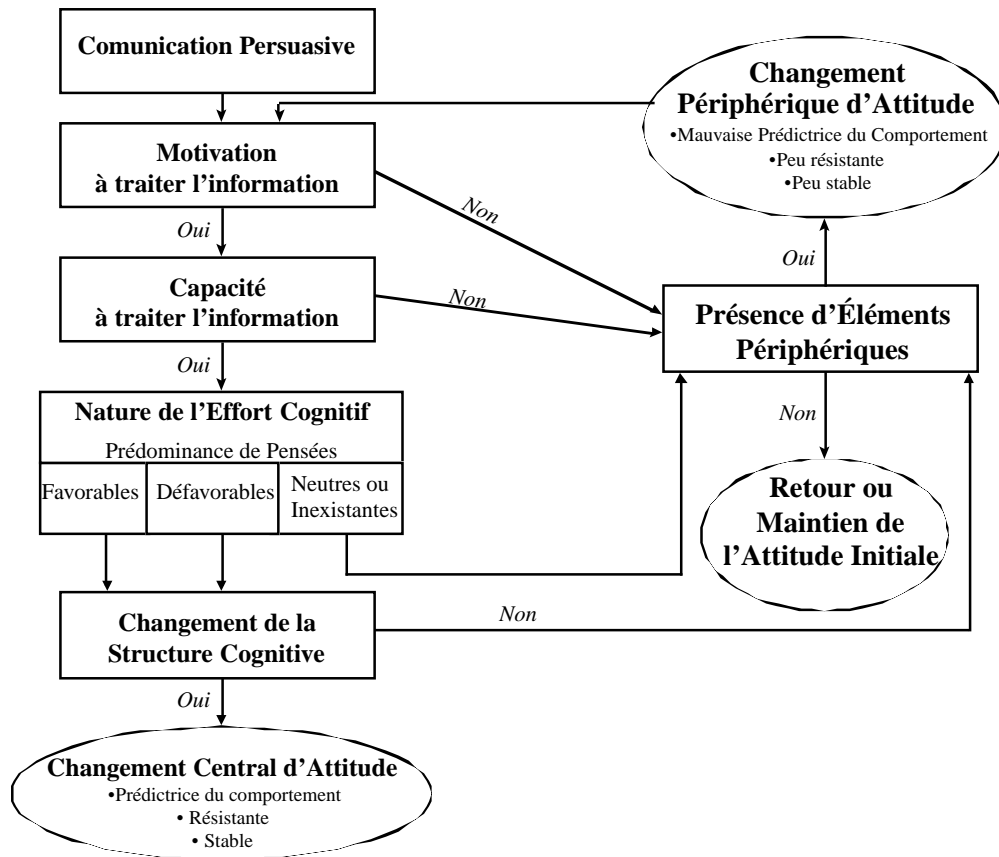 Comunication Persuasive
Changement
Périphérique d'Attitude
•Mauvaise Prédictrice du Comportement
•Peu résistante
•Peu stable
Motivation
à traiter l'information
Non
Oui
Oui
Capacité
à traiter l'information
Non
Présence d'Éléments
Périphériques
Oui
Nature de l'Effort Cognitif
Prédominance de Pensées
Favorables
Défavorables
Neutres ou
Inexistantes
Non
Retour ou
Maintien de
l'Attitude Initiale
Changement de la
Structure Cognitive
Non
Oui
Changement Central d'Attitude
•Prédictrice du comportement
• Résistante
• Stable